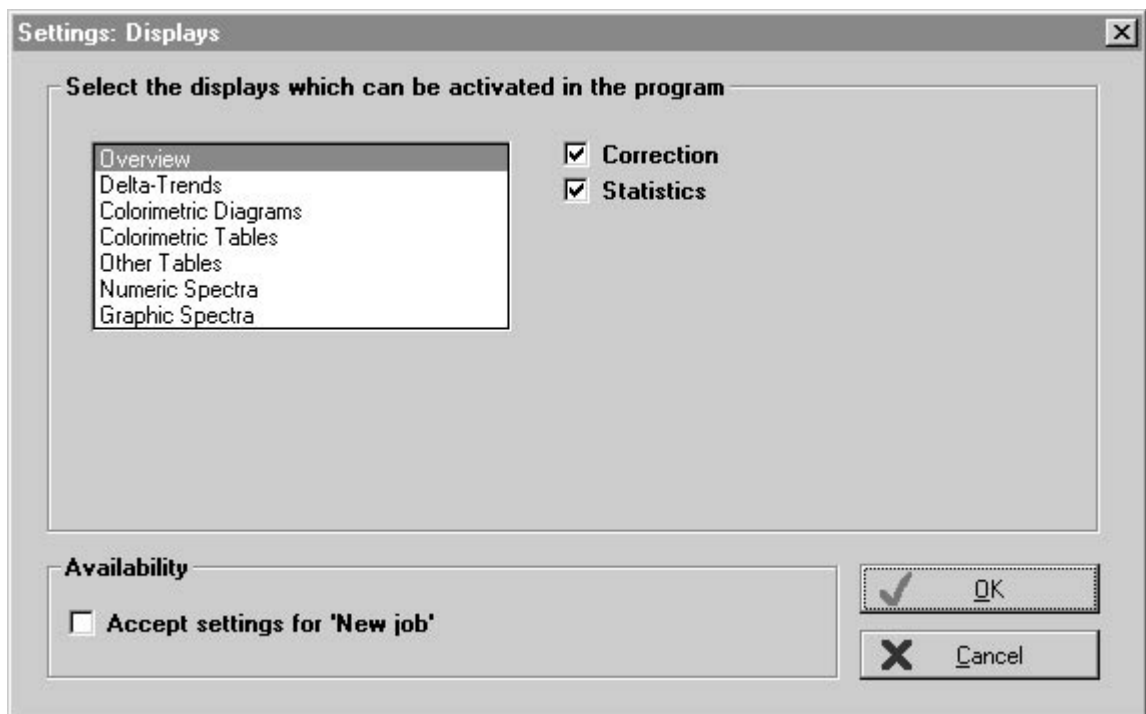 Settings: Displays
Select the displays which can be activated in the program
Overview
Delta-Trends
Colorimetric Diagrams
Colorimetric Tables
Other Tables
Numeric Spectra
Graphic Spectra
Correction
Statistics
Availability
Accept settings for 'New job'
OK
Cancel